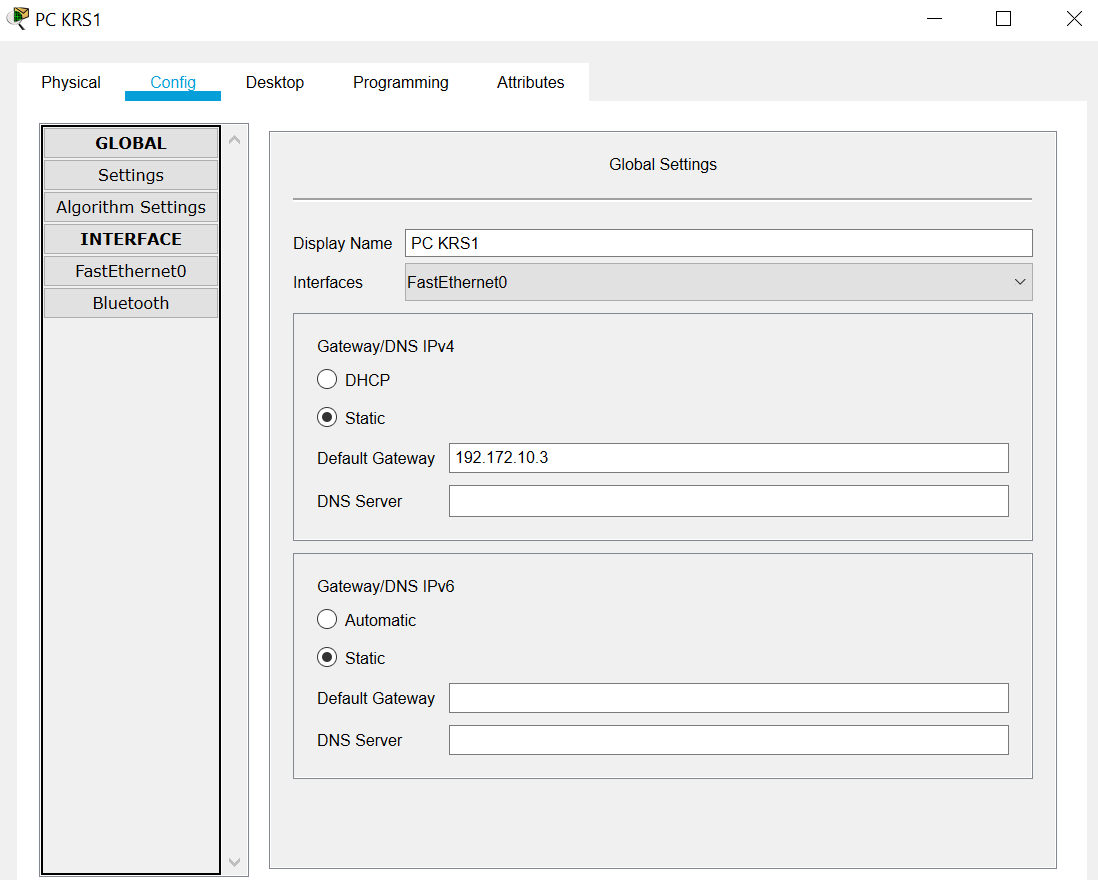 PC KRS1
Physical Config Desktop Programming Attributes
GLOBAL
Settings
Algorithm Settings
INTERFACE
FastEthernet0
Bluetooth
Global Settings
Display Name PC KRS1
Interfaces FastEthernet0
Gateway/DNS IPv4
DHCP
Static
Default Gateway 192.172.10.3
DNS Server
Gateway/DNS IPv6
Automatic
Static
Default Gateway
DNS Server